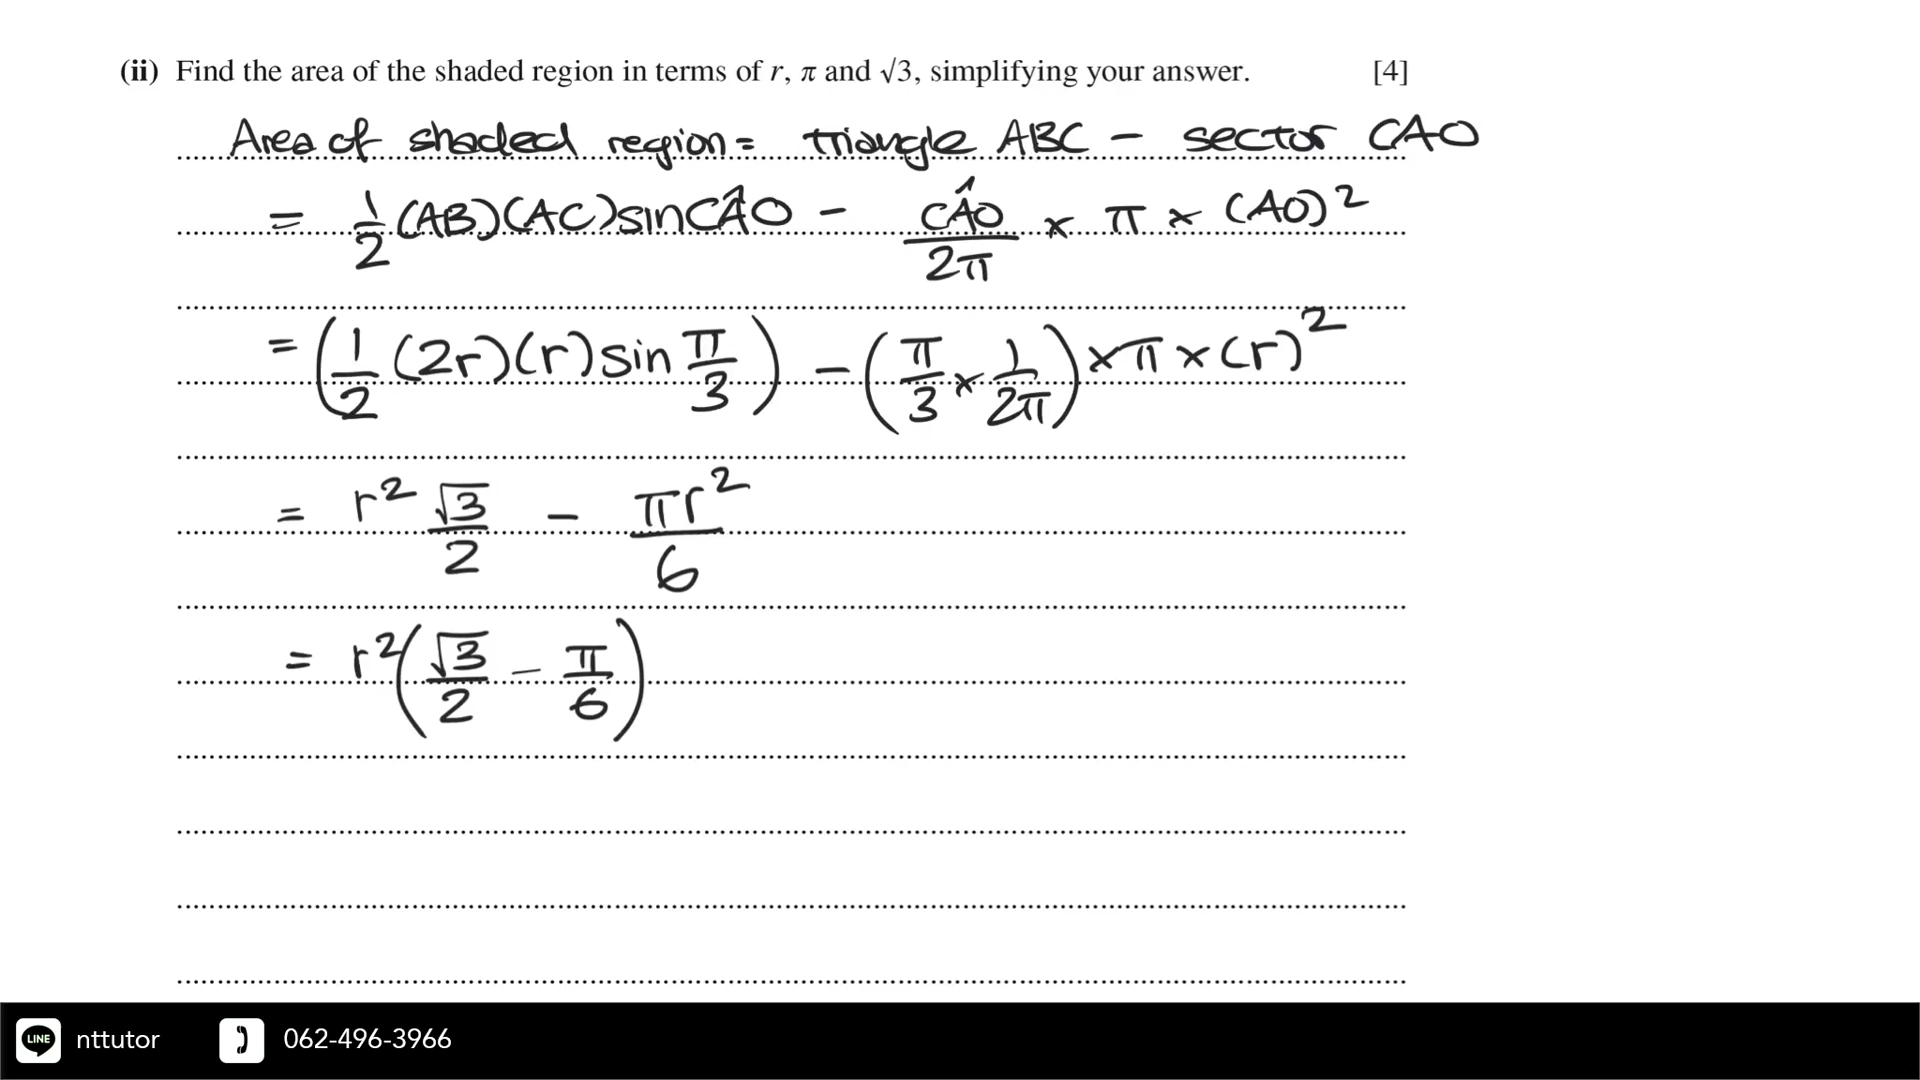 (ii) Find the area of the shaded region in terms of r, π and √3, simplifying your answer. [4]
Area of shaded region = triangle ABC − sector CAO
= 1/2 (AB)(AC)sinCÂO − CÂO/2π × π × (AO)²
= (1/2 (2r)(r) sin π/3) − (π/3 × 1/2π) × π × (r)²
= r² √3/2 − πr²/6
= r² (√3/2 − π/6)
LINE nttutor 062-496-3966